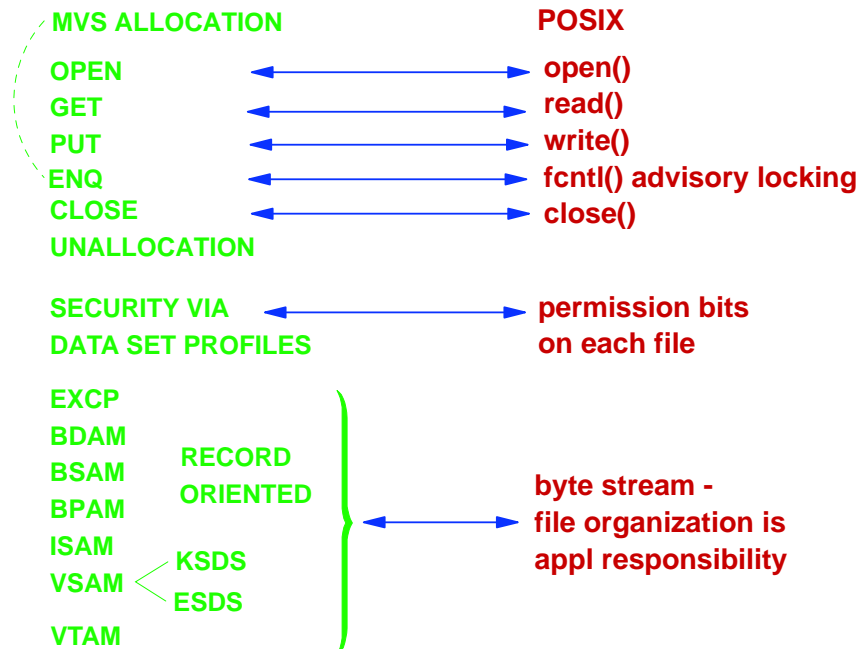 MVS ALLOCATION POSIX
OPEN open()
GET read()
PUT write()
ENQ fcntl() advisory locking
CLOSE close()
UNALLOCATION
SECURITY VIA permission bits
DATA SET PROFILES on each file
EXCP
BDAM
BSAM
BPAM
ISAM
VSAM
VTAM
RECORD
ORIENTED
KSDS
ESDS
byte stream -
file organization is
appl responsibility